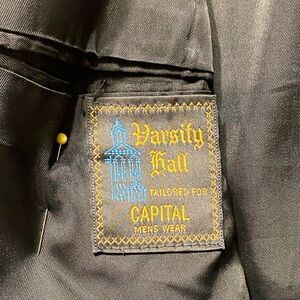 Varsity
Hall
TAILORED FOR
CAPITAL
MENS WEAR